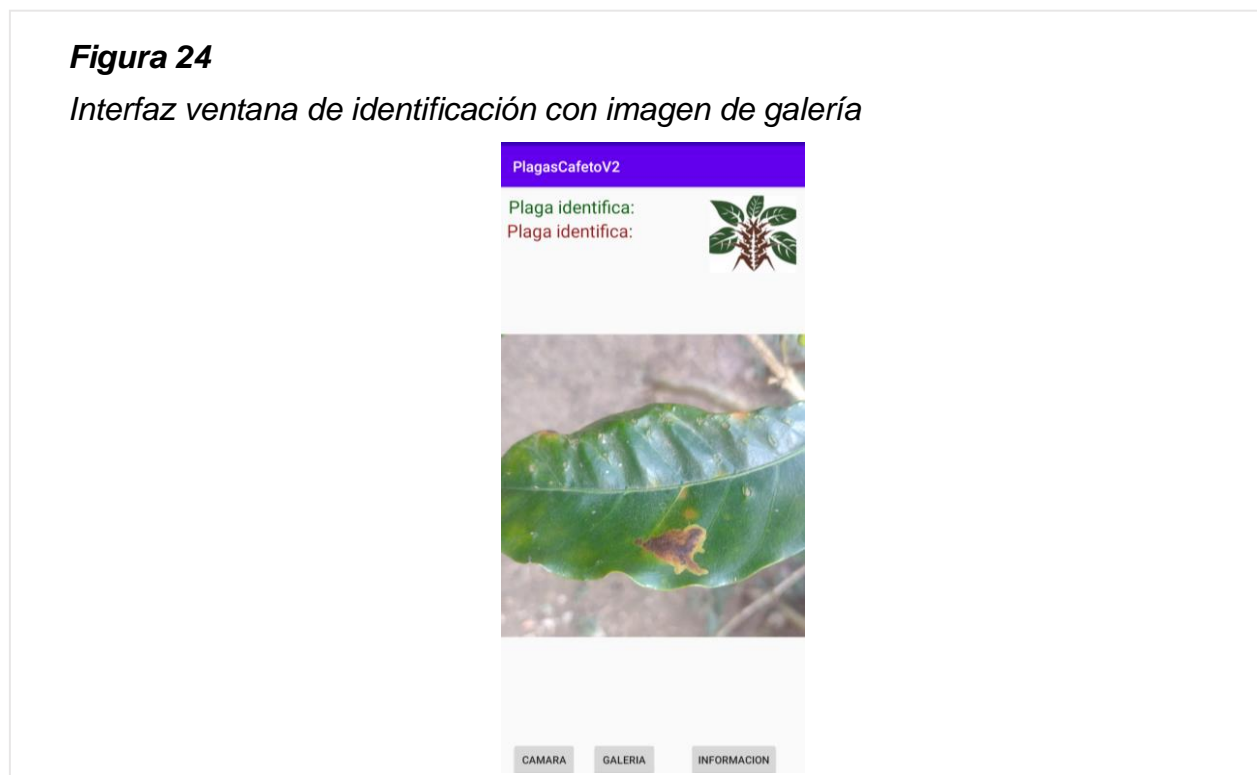 Figura 24
Interfaz ventana de identificación con imagen de galería
PlagasCafetoV2
Plaga identifica:
Plaga identifica:
CAMARA GALERIA INFORMACION